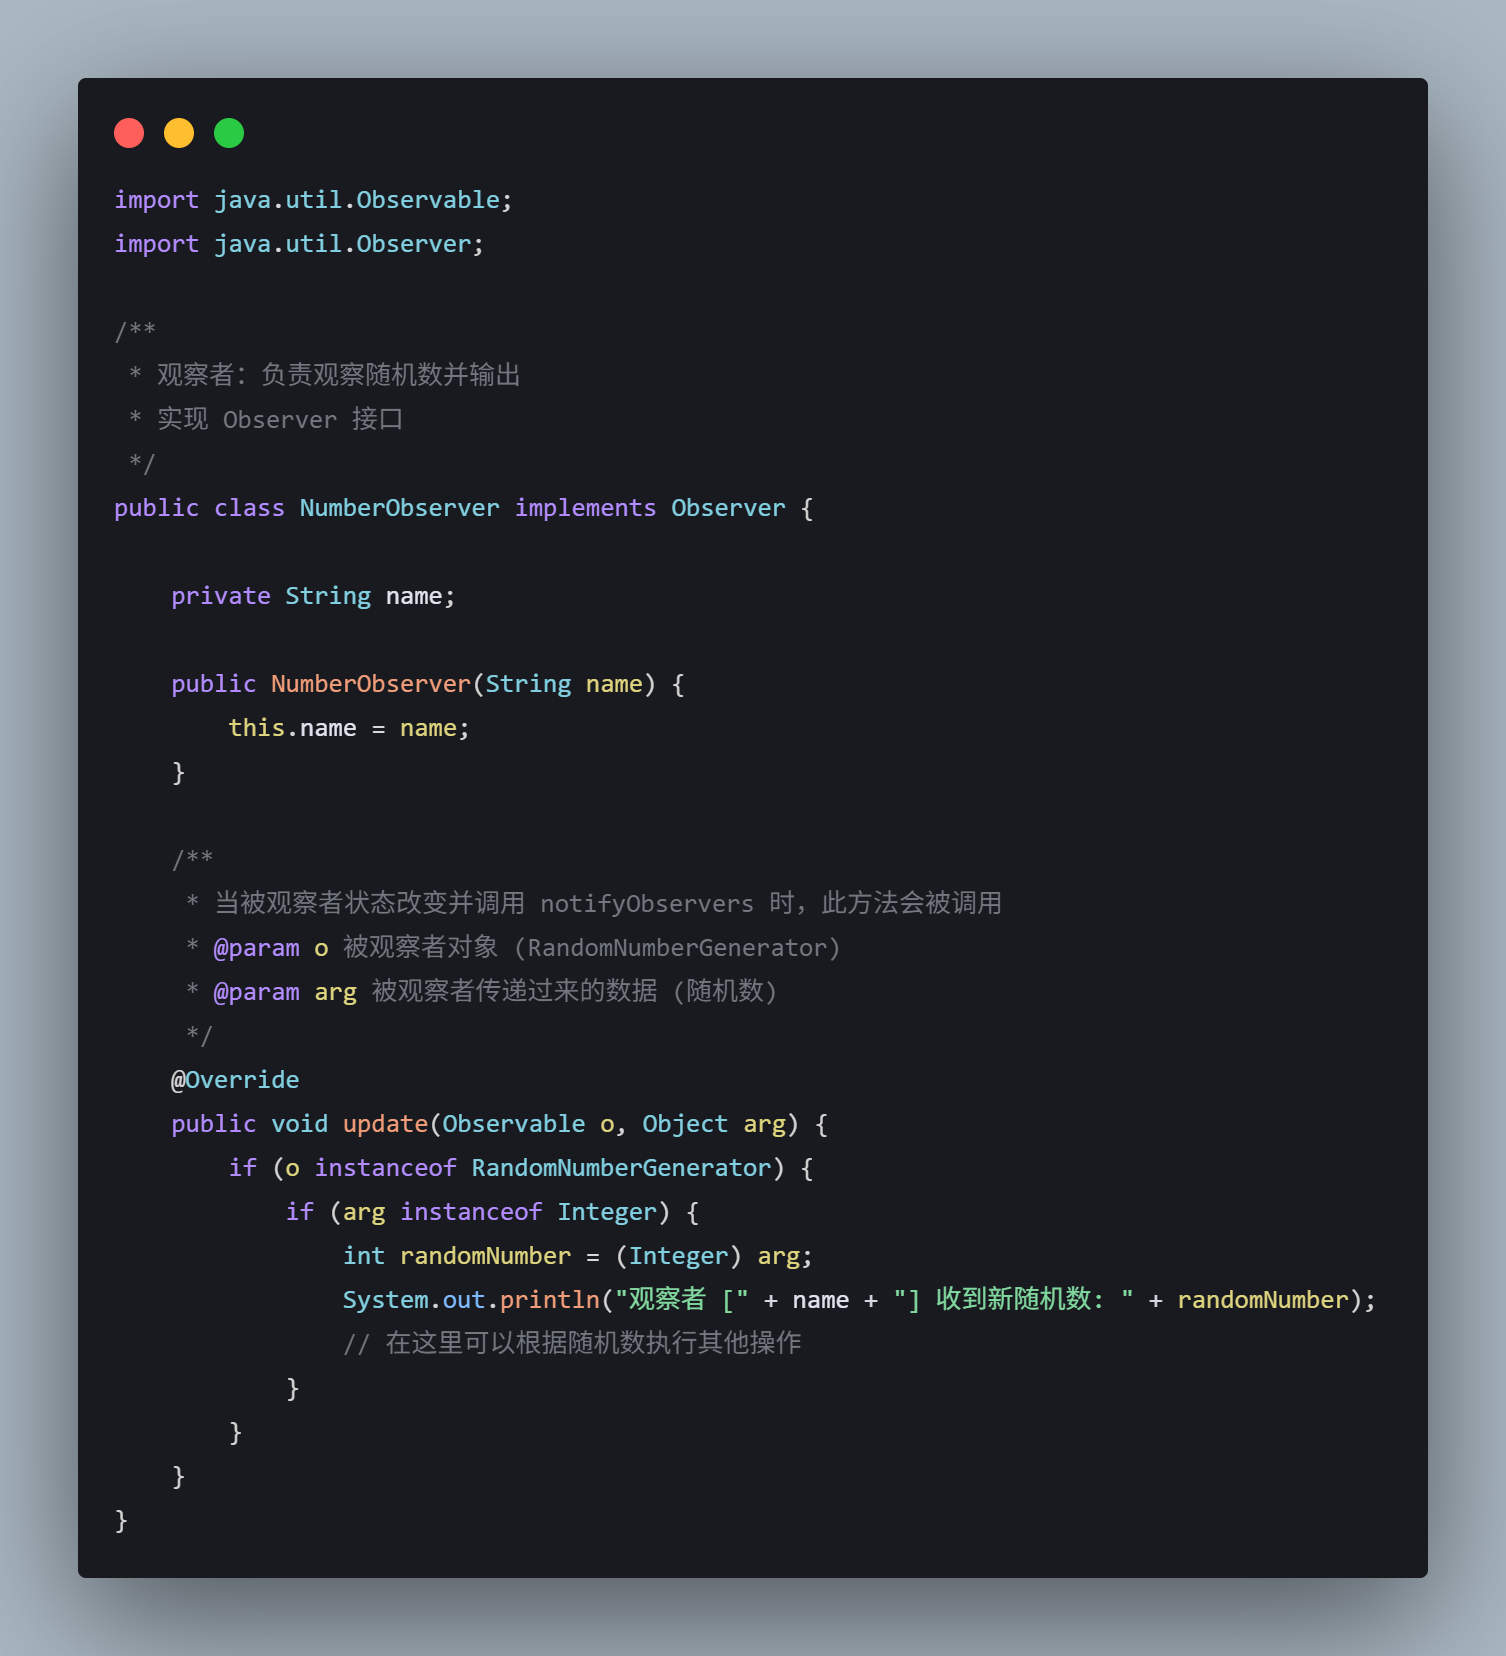 import java.util.Observable;
import java.util.Observer;

/**
 * 观察者：负责观察随机数并输出
 * 实现 Observer 接口
 */
public class NumberObserver implements Observer {

    private String name;

    public NumberObserver(String name) {
        this.name = name;
    }

    /**
     * 当被观察者状态改变并调用 notifyObservers 时，此方法会被调用
     * @param o 被观察者对象 (RandomNumberGenerator)
     * @param arg 被观察者传递过来的数据 (随机数)
     */
    @Override
    public void update(Observable o, Object arg) {
        if (o instanceof RandomNumberGenerator) {
            if (arg instanceof Integer) {
                int randomNumber = (Integer) arg;
                System.out.println("观察者 [" + name + "] 收到新随机数: " + randomNumber);
                // 在这里可以根据随机数执行其他操作
            }
        }
    }
}